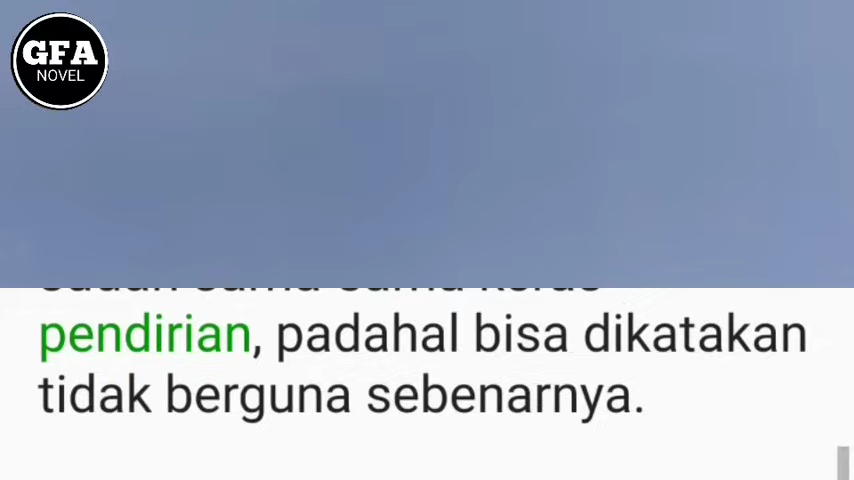 GFA
NOVEL
pendirian, padahal bisa dikatakan
tidak berguna sebenarnya.